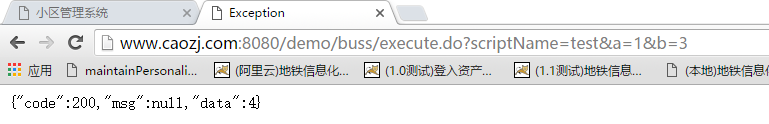 小区管理系统 Exception
www.caozj.com:8080/demo/buss/execute.do?scriptName=test&a=1&b=3
应用 maintainPersonali... (阿里云)地铁信息化... (1.0测试)登入资产... (1.1测试)地铁信息化... (本地)地铁信息
{"code":200,"msg":null,"data":4}